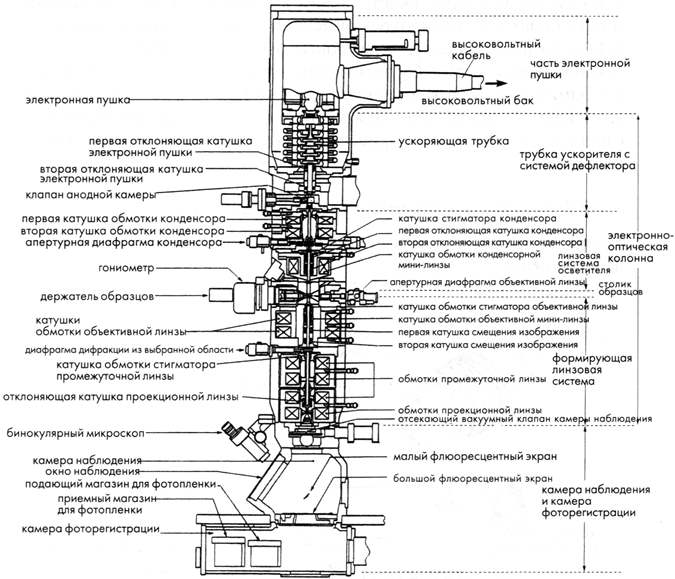 высоковольтный
кабель
часть электронной
пушки
электронная пушка
высоковольтный бак
первая отклоняющая катушка
электронной пушки
ускоряющая трубка
вторая отклоняющая катушка
электронной пушки
трубка ускорителя с
системой дефлектора
клапан анодной камеры
первая катушка обмотки конденсора
вторая катушка обмотки конденсора
апертурная диафрагма конденсора
катушка стигматора конденсора
первая отклоняющая катушка конденсора
вторая отклоняющая катушка конденсора
катушка обмотки конденсорной
мини-линзы
линзовая
система
осветителя
электронно-
оптическая
колонна
гониометр
апертурная диафрагма объективной линзы
столик
образцов
держатель образцов
катушки
обмотки объективной линзы
катушка обмотки стигматора объективной линзы
катушка обмотки объективной мини-линзы
первая катушка смещения изображения
вторая катушка смещения изображения
диафрагма дифракции из выбранной области
формирующая
линзовая
система
катушка обмотки стигматора
промежуточной линзы
обмотки промежуточной линзы
отклоняющая катушка проекционной линзы
обмотки проекционной линзы
отсекающий вакуумный клапан камеры наблюдения
бинокулярный микроскоп
камера наблюдения
окно наблюдения
подающий магазин для фотопленки
приемный магазин
для фотопленки
камера фоторегистрации
малый флюоресцентный экран
большой флюоресцентный экран
камера наблюдения
и камера
фоторегистрации